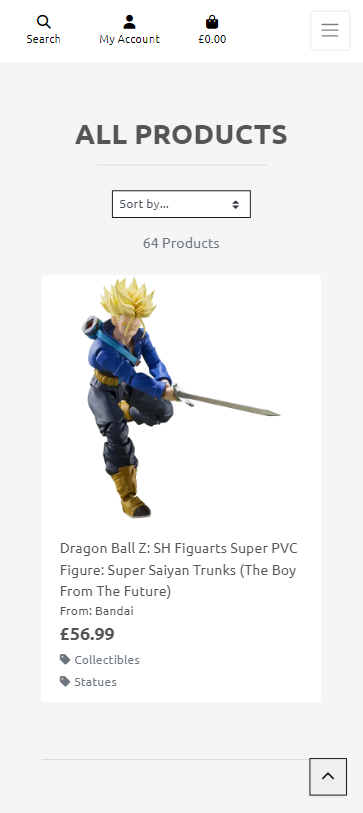 Search
My Account
£0.00
ALL PRODUCTS
Sort by...
64 Products
Dragon Ball Z: SH Figuarts Super PVC
Figure: Super Saiyan Trunks (The Boy
From The Future)
From: Bandai
£56.99
Collectibles
Statues